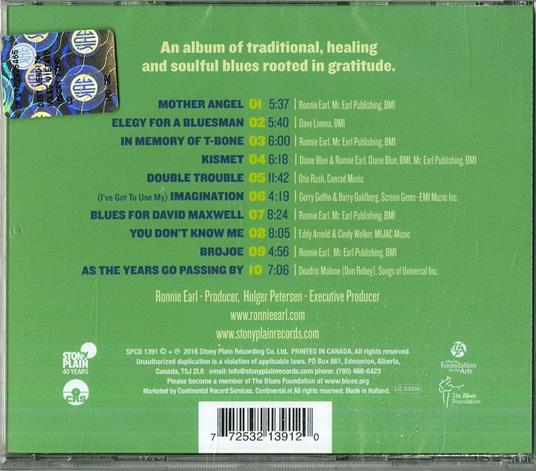 An album of traditional, healing
and soulful blues rooted in gratitude.
MOTHER ANGEL 01 5:37 Ronnie Earl, Mr. Earl Publishing, BMI
ELEGY FOR A BLUESMAN 02 5:40 Dave Limina, BMI
IN MEMORY OF T-BONE 03 6:00 Ronnie Earl, Mr. Earl Publishing, BMI
KISMET 04 6:18 Diane Blue & Ronnie Earl, Diane Blue, BMI, Mr. Earl Publishing, BMI
DOUBLE TROUBLE 05 11:42 Otis Rush, Conrad Music
(I've Got To Use My) IMAGINATION 06 4:19 Gerry Goffin & Barry Goldberg, Screen Gems-EMI Music Inc.
BLUES FOR DAVID MAXWELL 07 8:24 Ronnie Earl, Mr. Earl Publishing, BMI
YOU DON'T KNOW ME 08 8:05 Eddy Arnold & Cindy Walker, MIJAC Music
BROJOE 09 4:56 Ronnie Earl, Mr. Earl Publishing, BMI
AS THE YEARS GO PASSING BY 10 7:06 Deadric Malone (Don Robey), Songs of Universal Inc.
Ronnie Earl - Producer, Holger Petersen - Executive Producer
www.ronnieearl.com
www.stonyplainrecords.com
STONY PLAIN
40 YEARS
CRS
SPCD 1391 © + ℗ 2016 Stony Plain Recording Co. Ltd. PRINTED IN CANADA. All rights reserved.
Unauthorized duplication is a violation of applicable laws. PO Box 861, Edmonton, Alberta,
Canada, T5J 2L8 email: info@stonyplainrecords.com phone: (780) 468-6423
Please become a member of The Blues Foundation at www.blues.org
Marketed by Continental Record Services. Continental.nl All rights reserved. Made in Holland.
Alberta Foundation for the Arts
The Blues Foundation
7 72532 13912 0